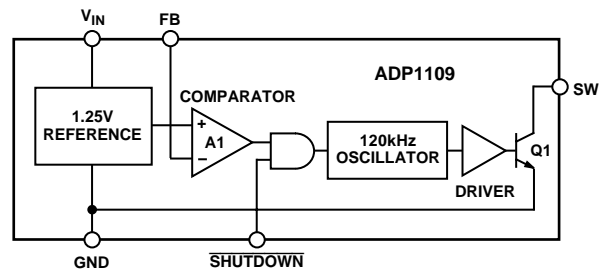 VIN FB
ADP1109
SW
COMPARATOR
1.25V
REFERENCE
+
A1
–
120kHz
OSCILLATOR
Q1
DRIVER
GND
SHUTDOWN